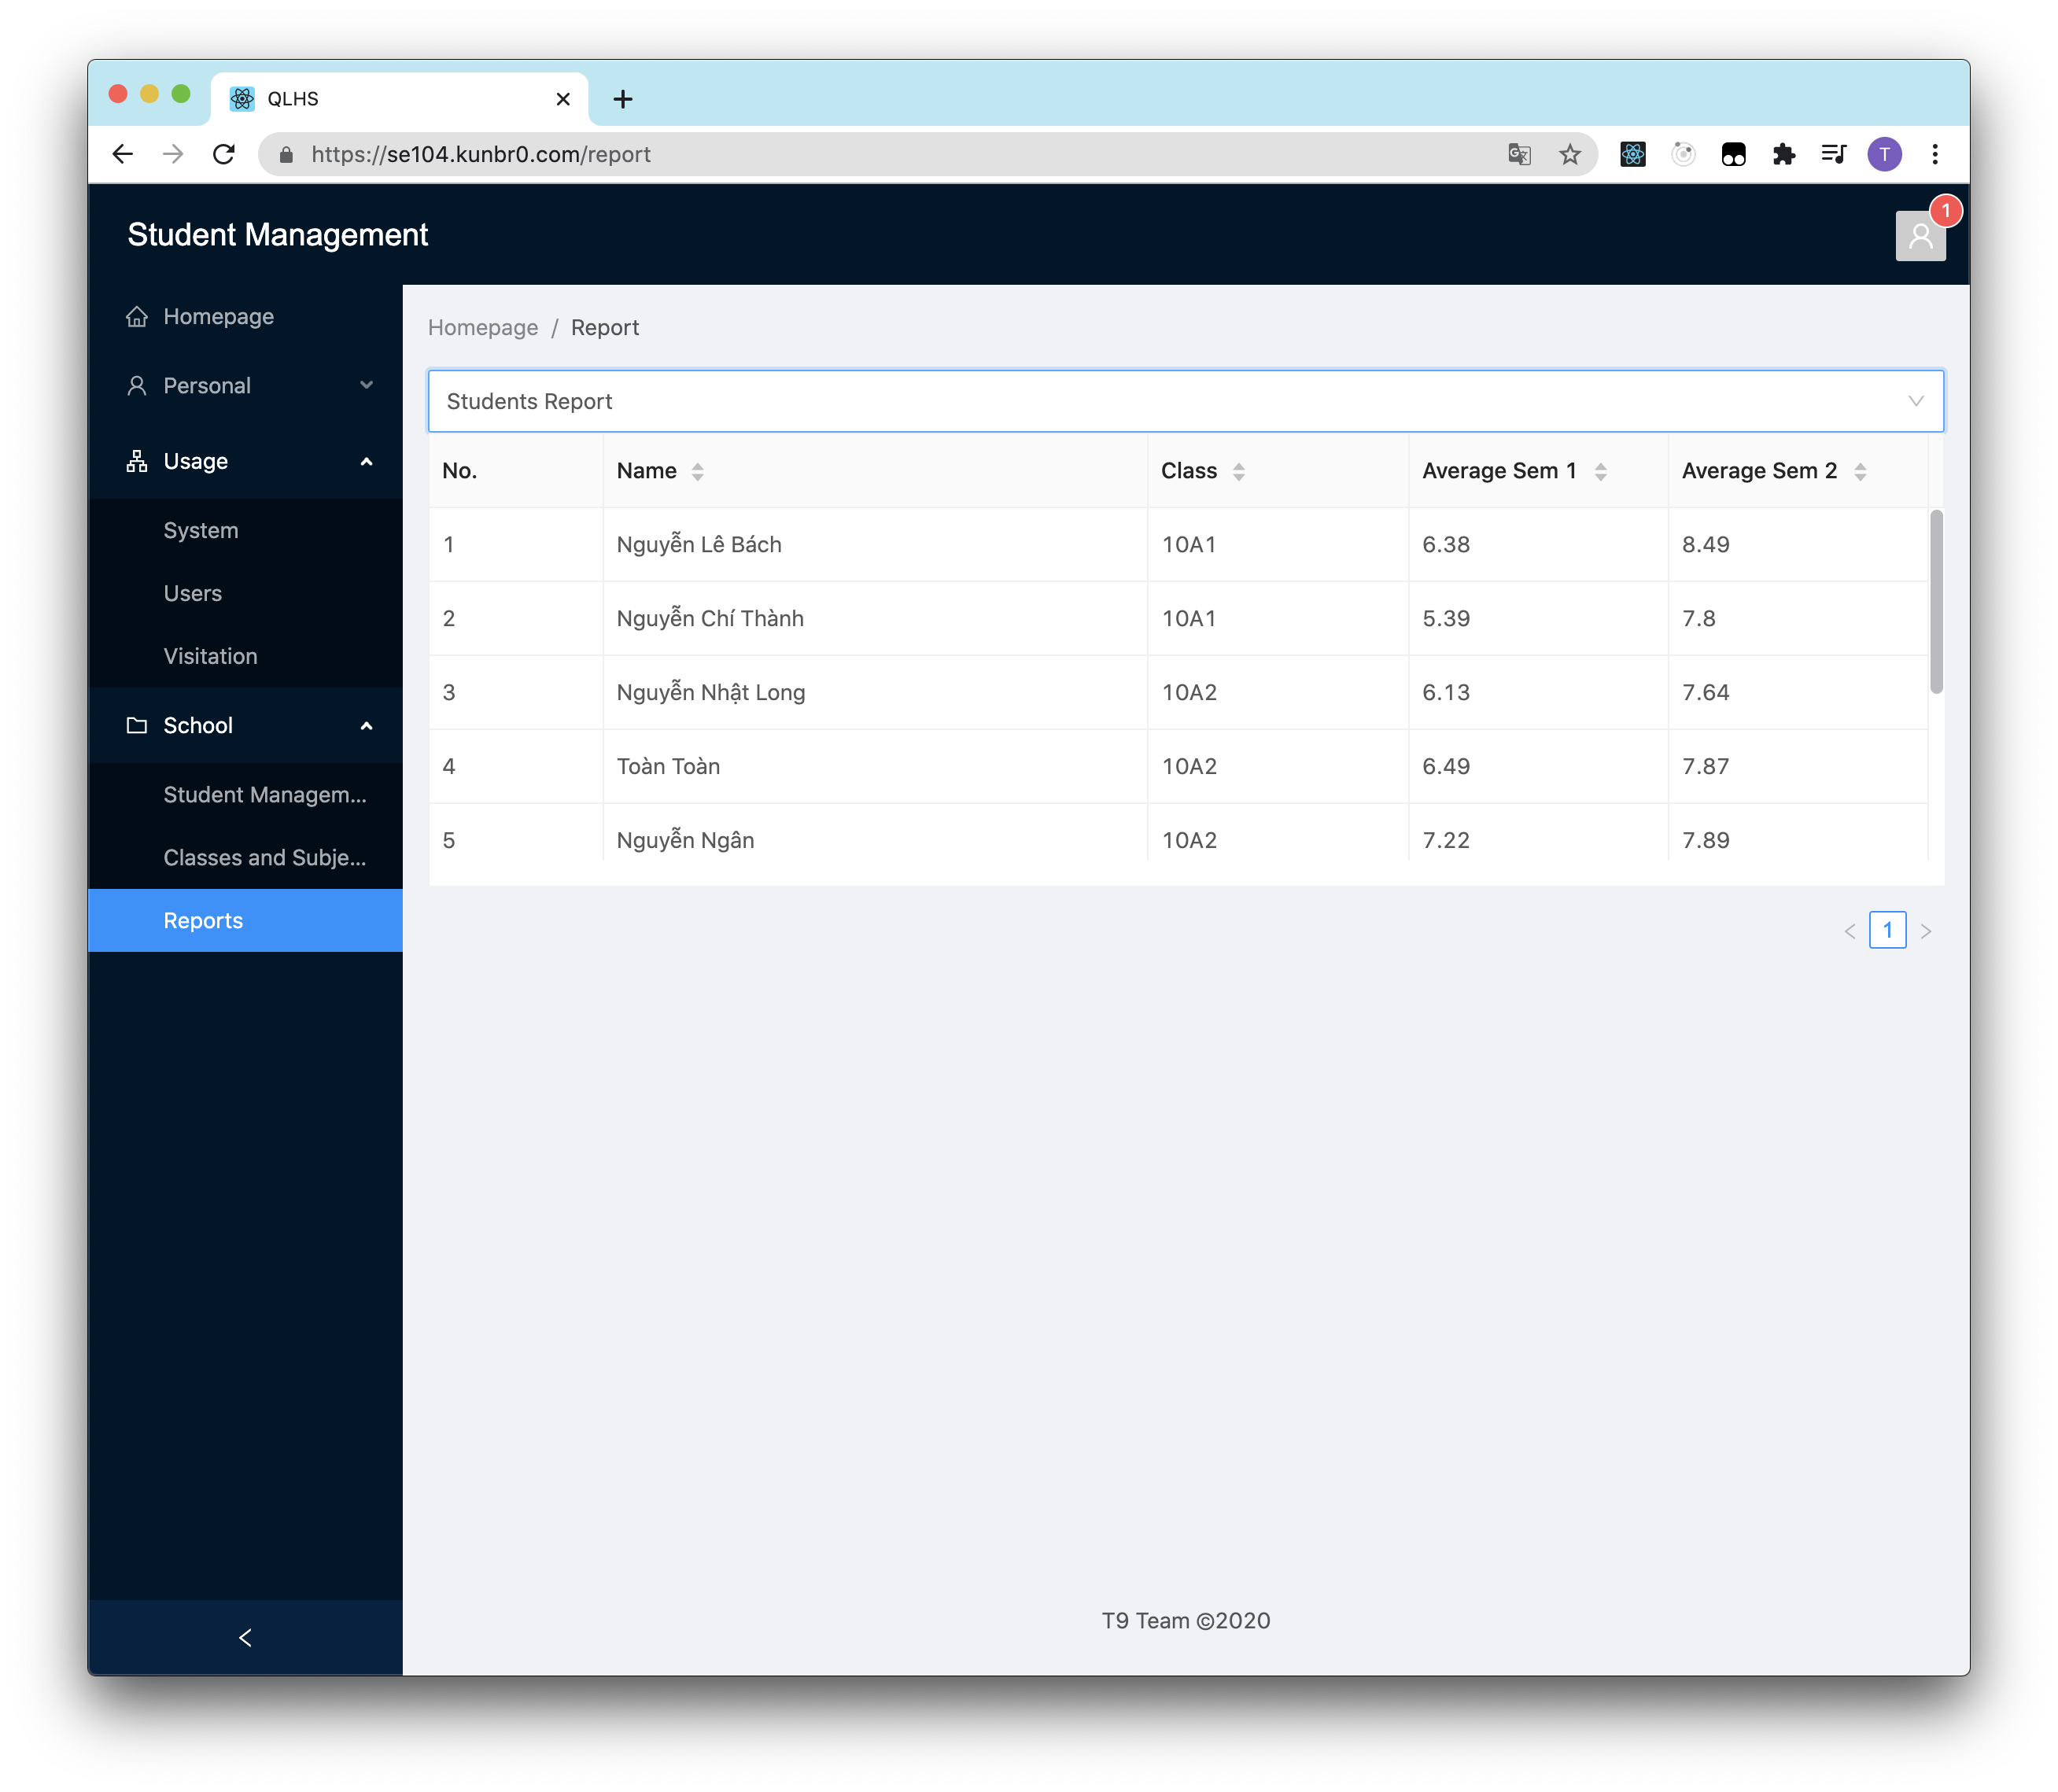 QLHS
https://se104.kunbr0.com/report
T
Student Management
1
Homepage
Personal
Usage
System
Users
Visitation
School
Student Managem...
Classes and Subje...
Reports
Homepage / Report
Students Report
No. Name Class Average Sem 1 Average Sem 2
1 Nguyễn Lê Bách 10A1 6.38 8.49
2 Nguyễn Chí Thành 10A1 5.39 7.8
3 Nguyễn Nhật Long 10A2 6.13 7.64
4 Toàn Toàn 10A2 6.49 7.87
5 Nguyễn Ngân 10A2 7.22 7.89
1
T9 Team ©2020